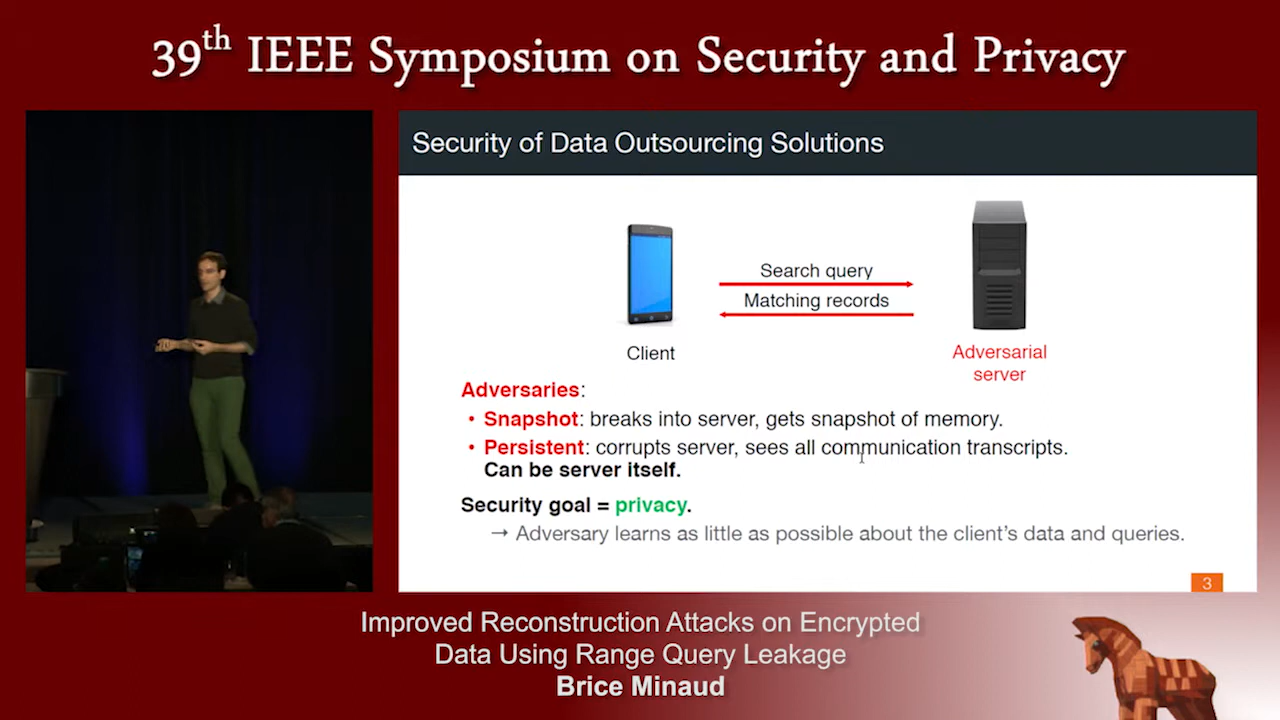 39th IEEE Symposium on Security and Privacy
Security of Data Outsourcing Solutions
Search query
Matching records
Client
Adversarial
server
Adversaries:
• Snapshot: breaks into server, gets snapshot of memory.
• Persistent: corrupts server, sees all communication transcripts.
Can be server itself.
Security goal = privacy.
→ Adversary learns as little as possible about the client's data and queries.
3
Improved Reconstruction Attacks on Encrypted
Data Using Range Query Leakage
Brice Minaud